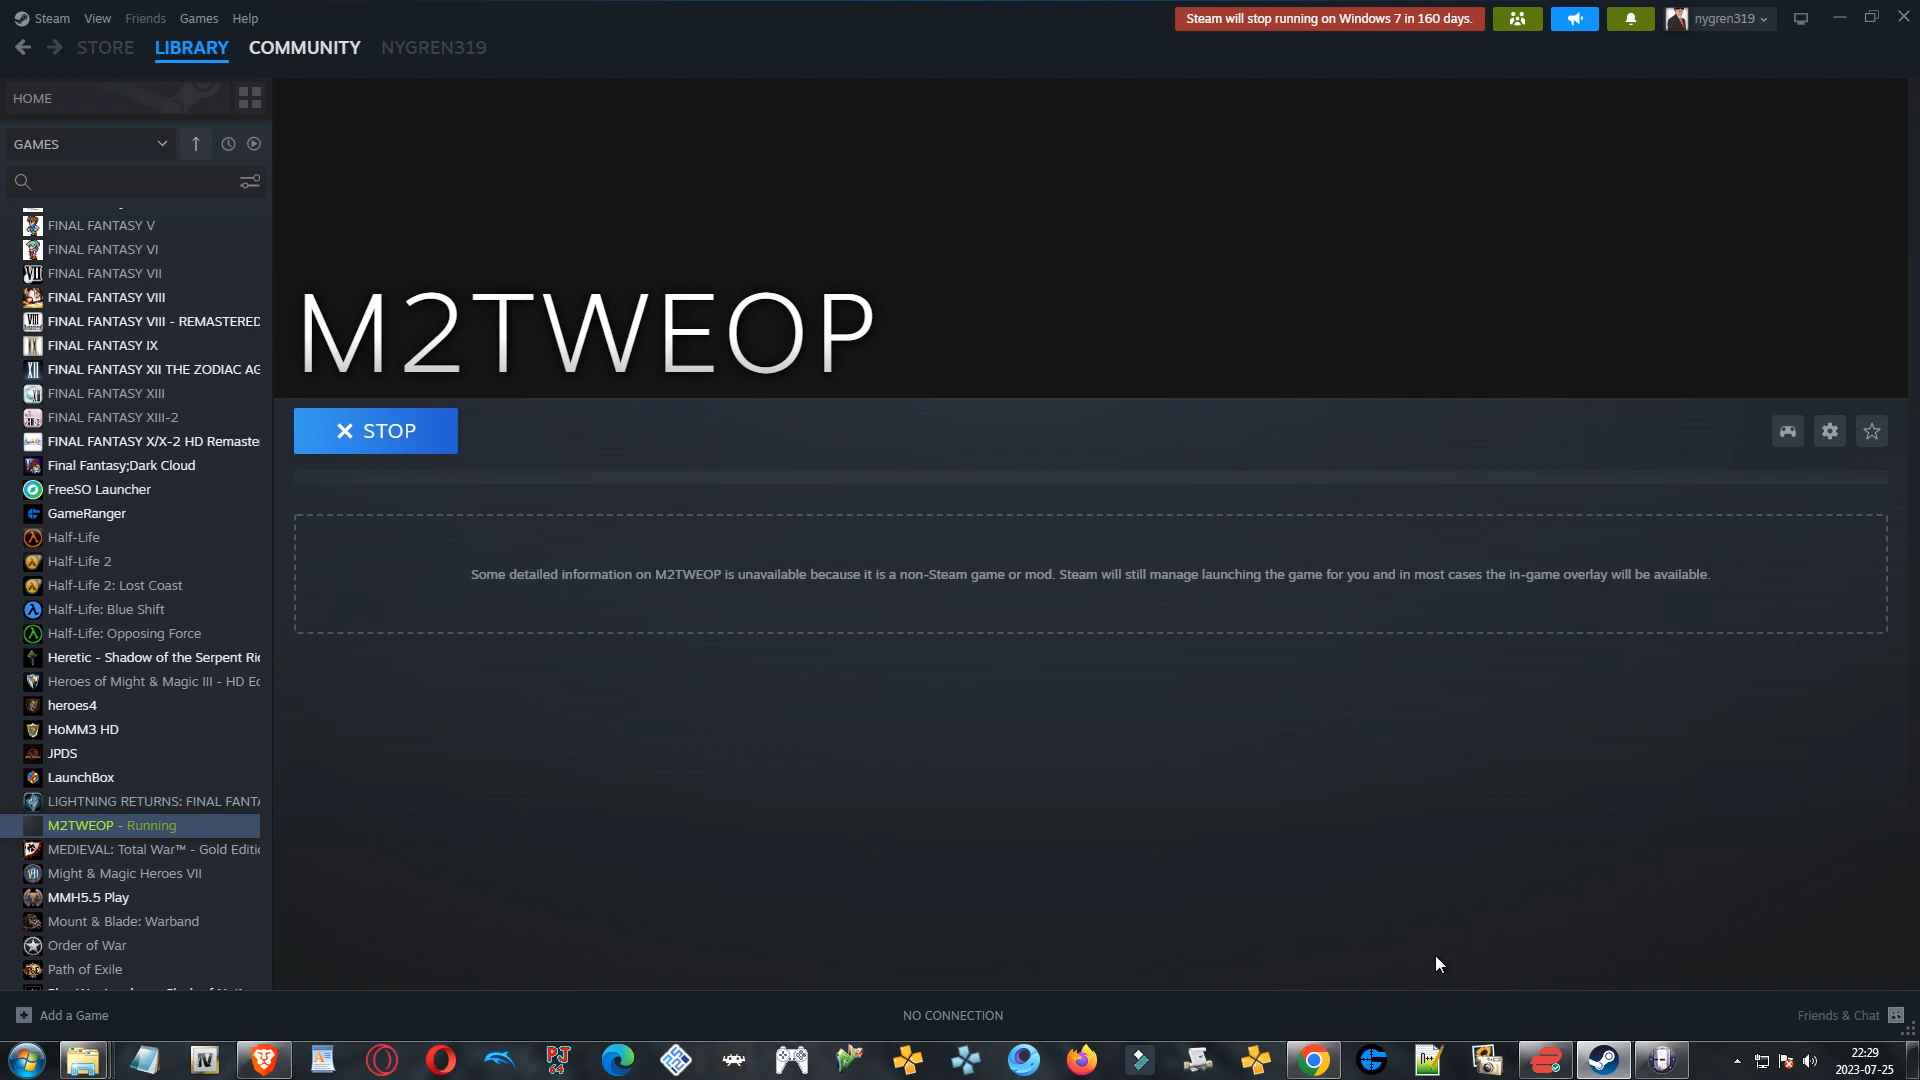 Steam View Friends Games Help
Steam will stop running on Windows 7 in 160 days.
nygren319
STORE LIBRARY COMMUNITY NYGREN319
HOME
GAMES
FINAL FANTASY V
FINAL FANTASY VI
FINAL FANTASY VII
FINAL FANTASY VIII
FINAL FANTASY VIII - REMASTERED
FINAL FANTASY IX
FINAL FANTASY XII THE ZODIAC AG
FINAL FANTASY XIII
FINAL FANTASY XIII-2
FINAL FANTASY X/X-2 HD Remaste
Final Fantasy;Dark Cloud
FreeSO Launcher
GameRanger
Half-Life
Half-Life 2
Half-Life 2: Lost Coast
Half-Life: Blue Shift
Half-Life: Opposing Force
Heretic - Shadow of the Serpent Ri
Heroes of Might & Magic III - HD Ed
heroes4
HoMM3 HD
JPDS
LaunchBox
LIGHTNING RETURNS: FINAL FANTA
M2TWEOP - Running
MEDIEVAL: Total War™ - Gold Editi
Might & Magic Heroes VII
MMH5.5 Play
Mount & Blade: Warband
Order of War
Path of Exile
M2TWEOP
STOP
Some detailed information on M2TWEOP is unavailable because it is a non-Steam game or mod. Steam will still manage launching the game for you and in most cases the in-game overlay will be available.
Add a Game
NO CONNECTION
Friends & Chat
22:29
2023-07-25